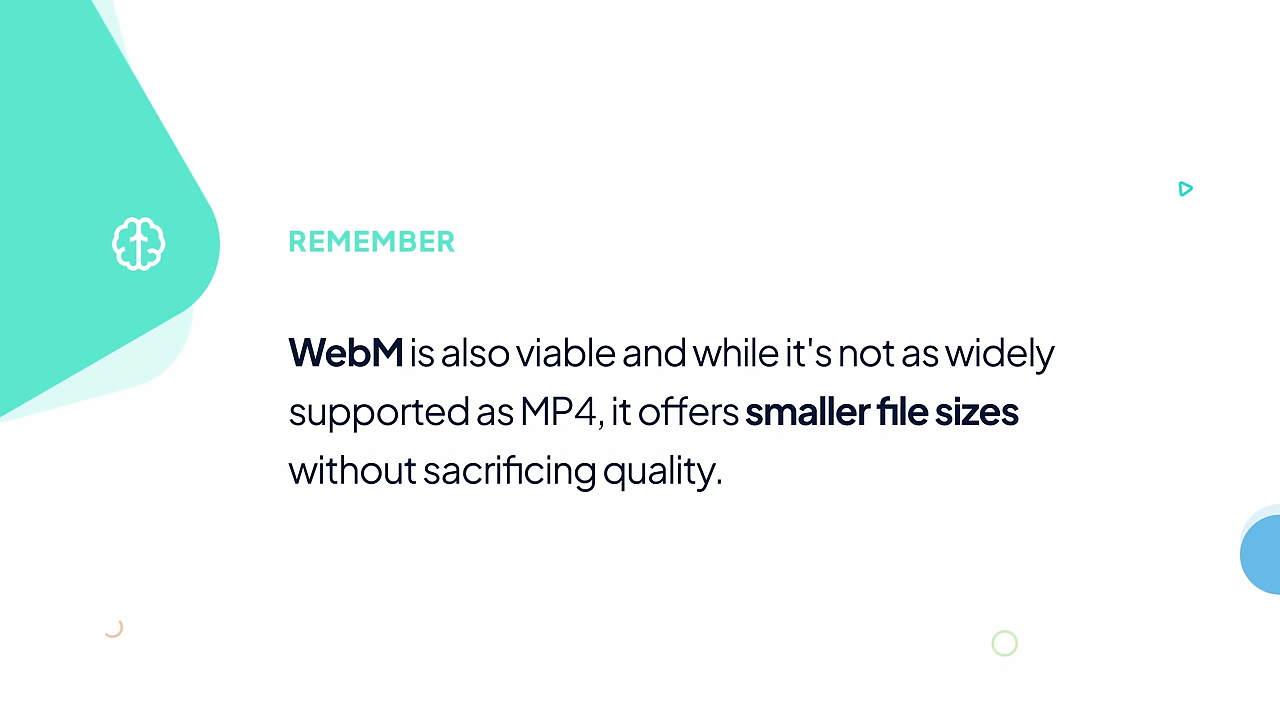 REMEMBER
WebM is also viable and while it's not as widely
supported as MP4, it offers smaller file sizes
without sacrificing quality.